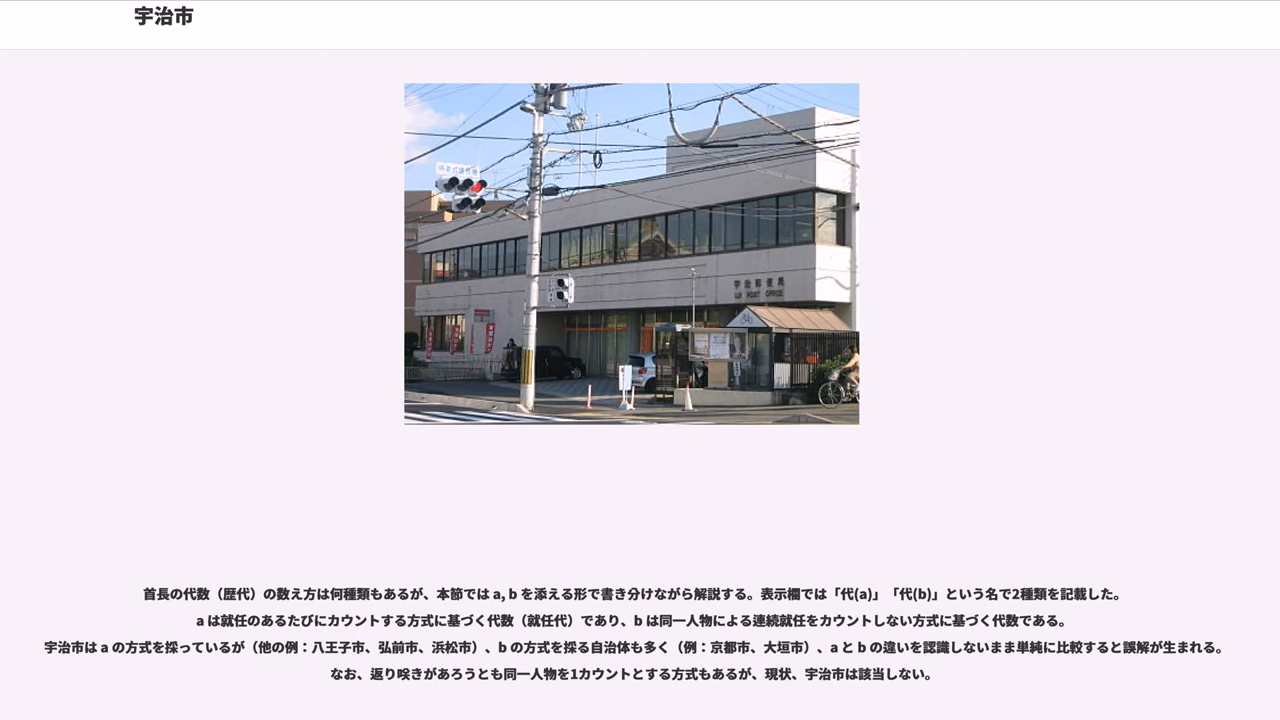 宇治市
宇治郵便局
UJI POST OFFICE
首長の代数（歴代）の数え方は何種類もあるが、本節では a, b を添える形で書き分けながら解説する。表示欄では「代(a)」「代(b)」という名で2種類を記載した。
a は就任のあるたびにカウントする方式に基づく代数（就任代）であり、b は同一人物による連続就任をカウントしない方式に基づく代数である。
宇治市は a の方式を採っているが（他の例：八王子市、弘前市、浜松市）、b の方式を採る自治体も多く（例：京都市、大垣市）、a と b の違いを認識しないまま単純に比較すると誤解が生まれる。
なお、返り咲きがあろうとも同一人物を1カウントとする方式もあるが、現状、宇治市は該当しない。